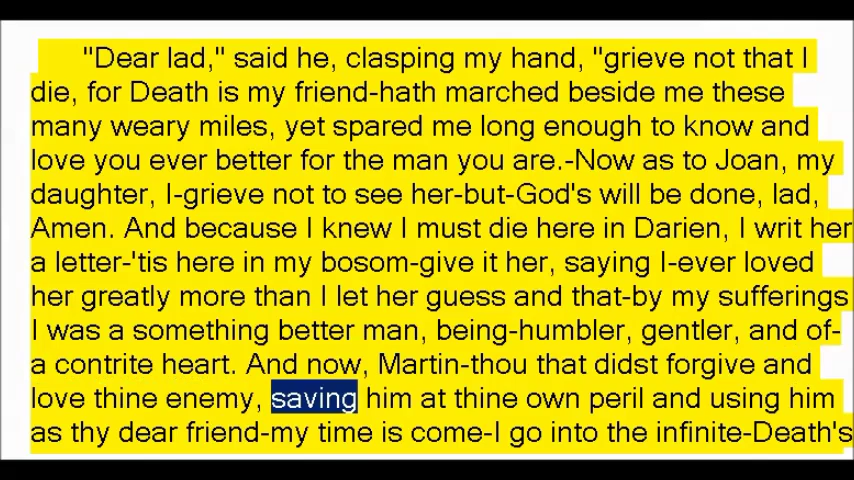 "Dear lad," said he, clasping my hand, "grieve not that I
die, for Death is my friend-hath marched beside me these
many weary miles, yet spared me long enough to know and
love you ever better for the man you are.-Now as to Joan, my
daughter, I-grieve not to see her-but-God's will be done, lad,
Amen. And because I knew I must die here in Darien, I writ her
a letter-'tis here in my bosom-give it her, saying I-ever loved
her greatly more than I let her guess and that-by my sufferings
I was a something better man, being-humbler, gentler, and of-
a contrite heart. And now, Martin-thou that didst forgive and
love thine enemy, saving him at thine own peril and using him
as thy dear friend-my time is come-I go into the infinite-Death's